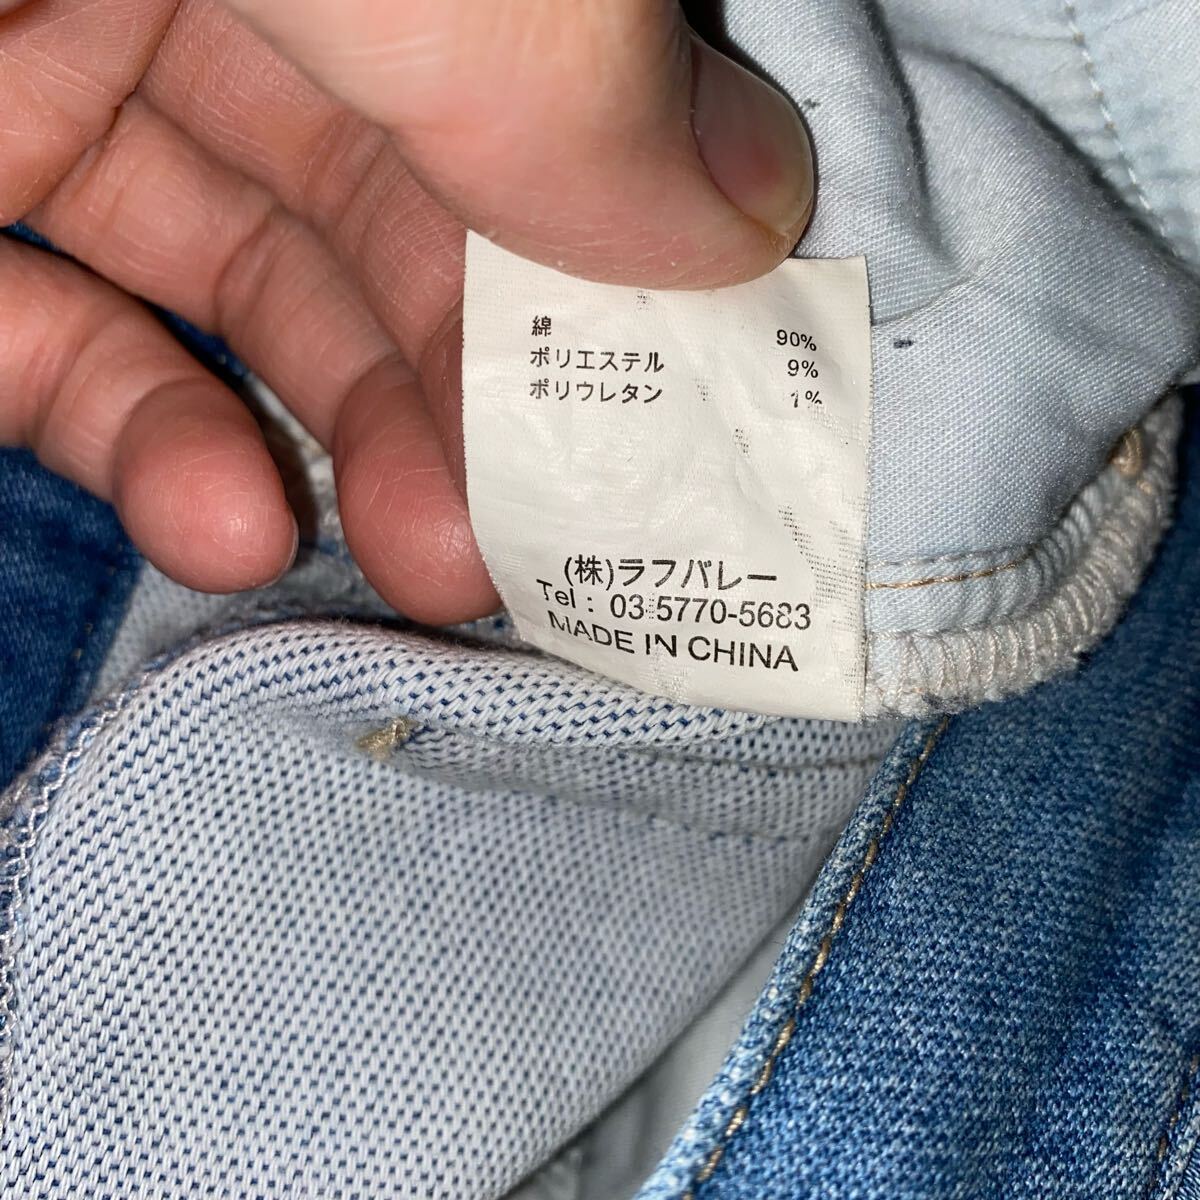 綿 90%
ポリエステル 9%
ポリウレタン 1%
(株)ラフバレー
Tel : 03-5770-5683
MADE IN CHINA